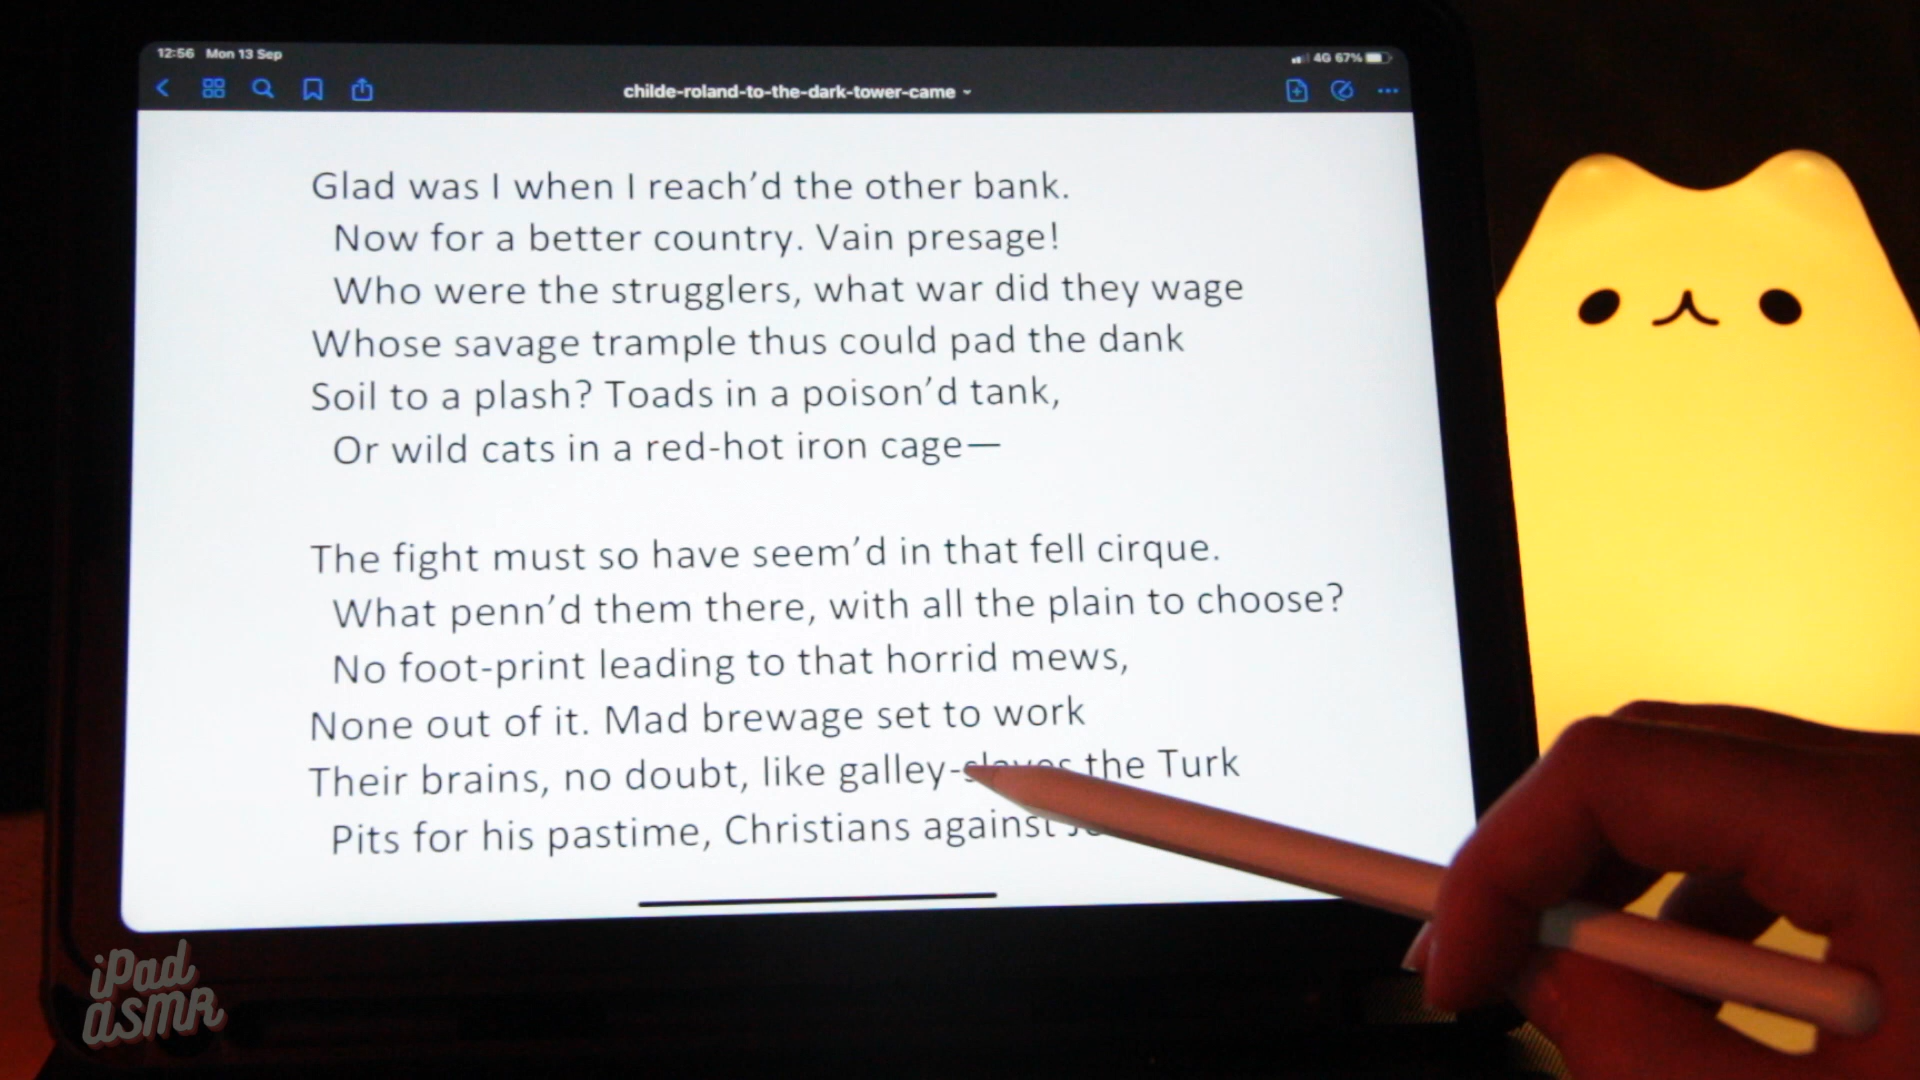 12:56 Mon 13 Sep
4G 67%
childe-roland-to-the-dark-tower-came
Glad was I when I reach’d the other bank.
Now for a better country. Vain presage!
Who were the strugglers, what war did they wage
Whose savage trample thus could pad the dank
Soil to a plash? Toads in a poison’d tank,
Or wild cats in a red-hot iron cage—
The fight must so have seem’d in that fell cirque.
What penn’d them there, with all the plain to choose?
No foot-print leading to that horrid mews,
None out of it. Mad brewage set to work
Their brains, no doubt, like galley-slaves the Turk
Pits for his pastime, Christians against
iPad
asmr